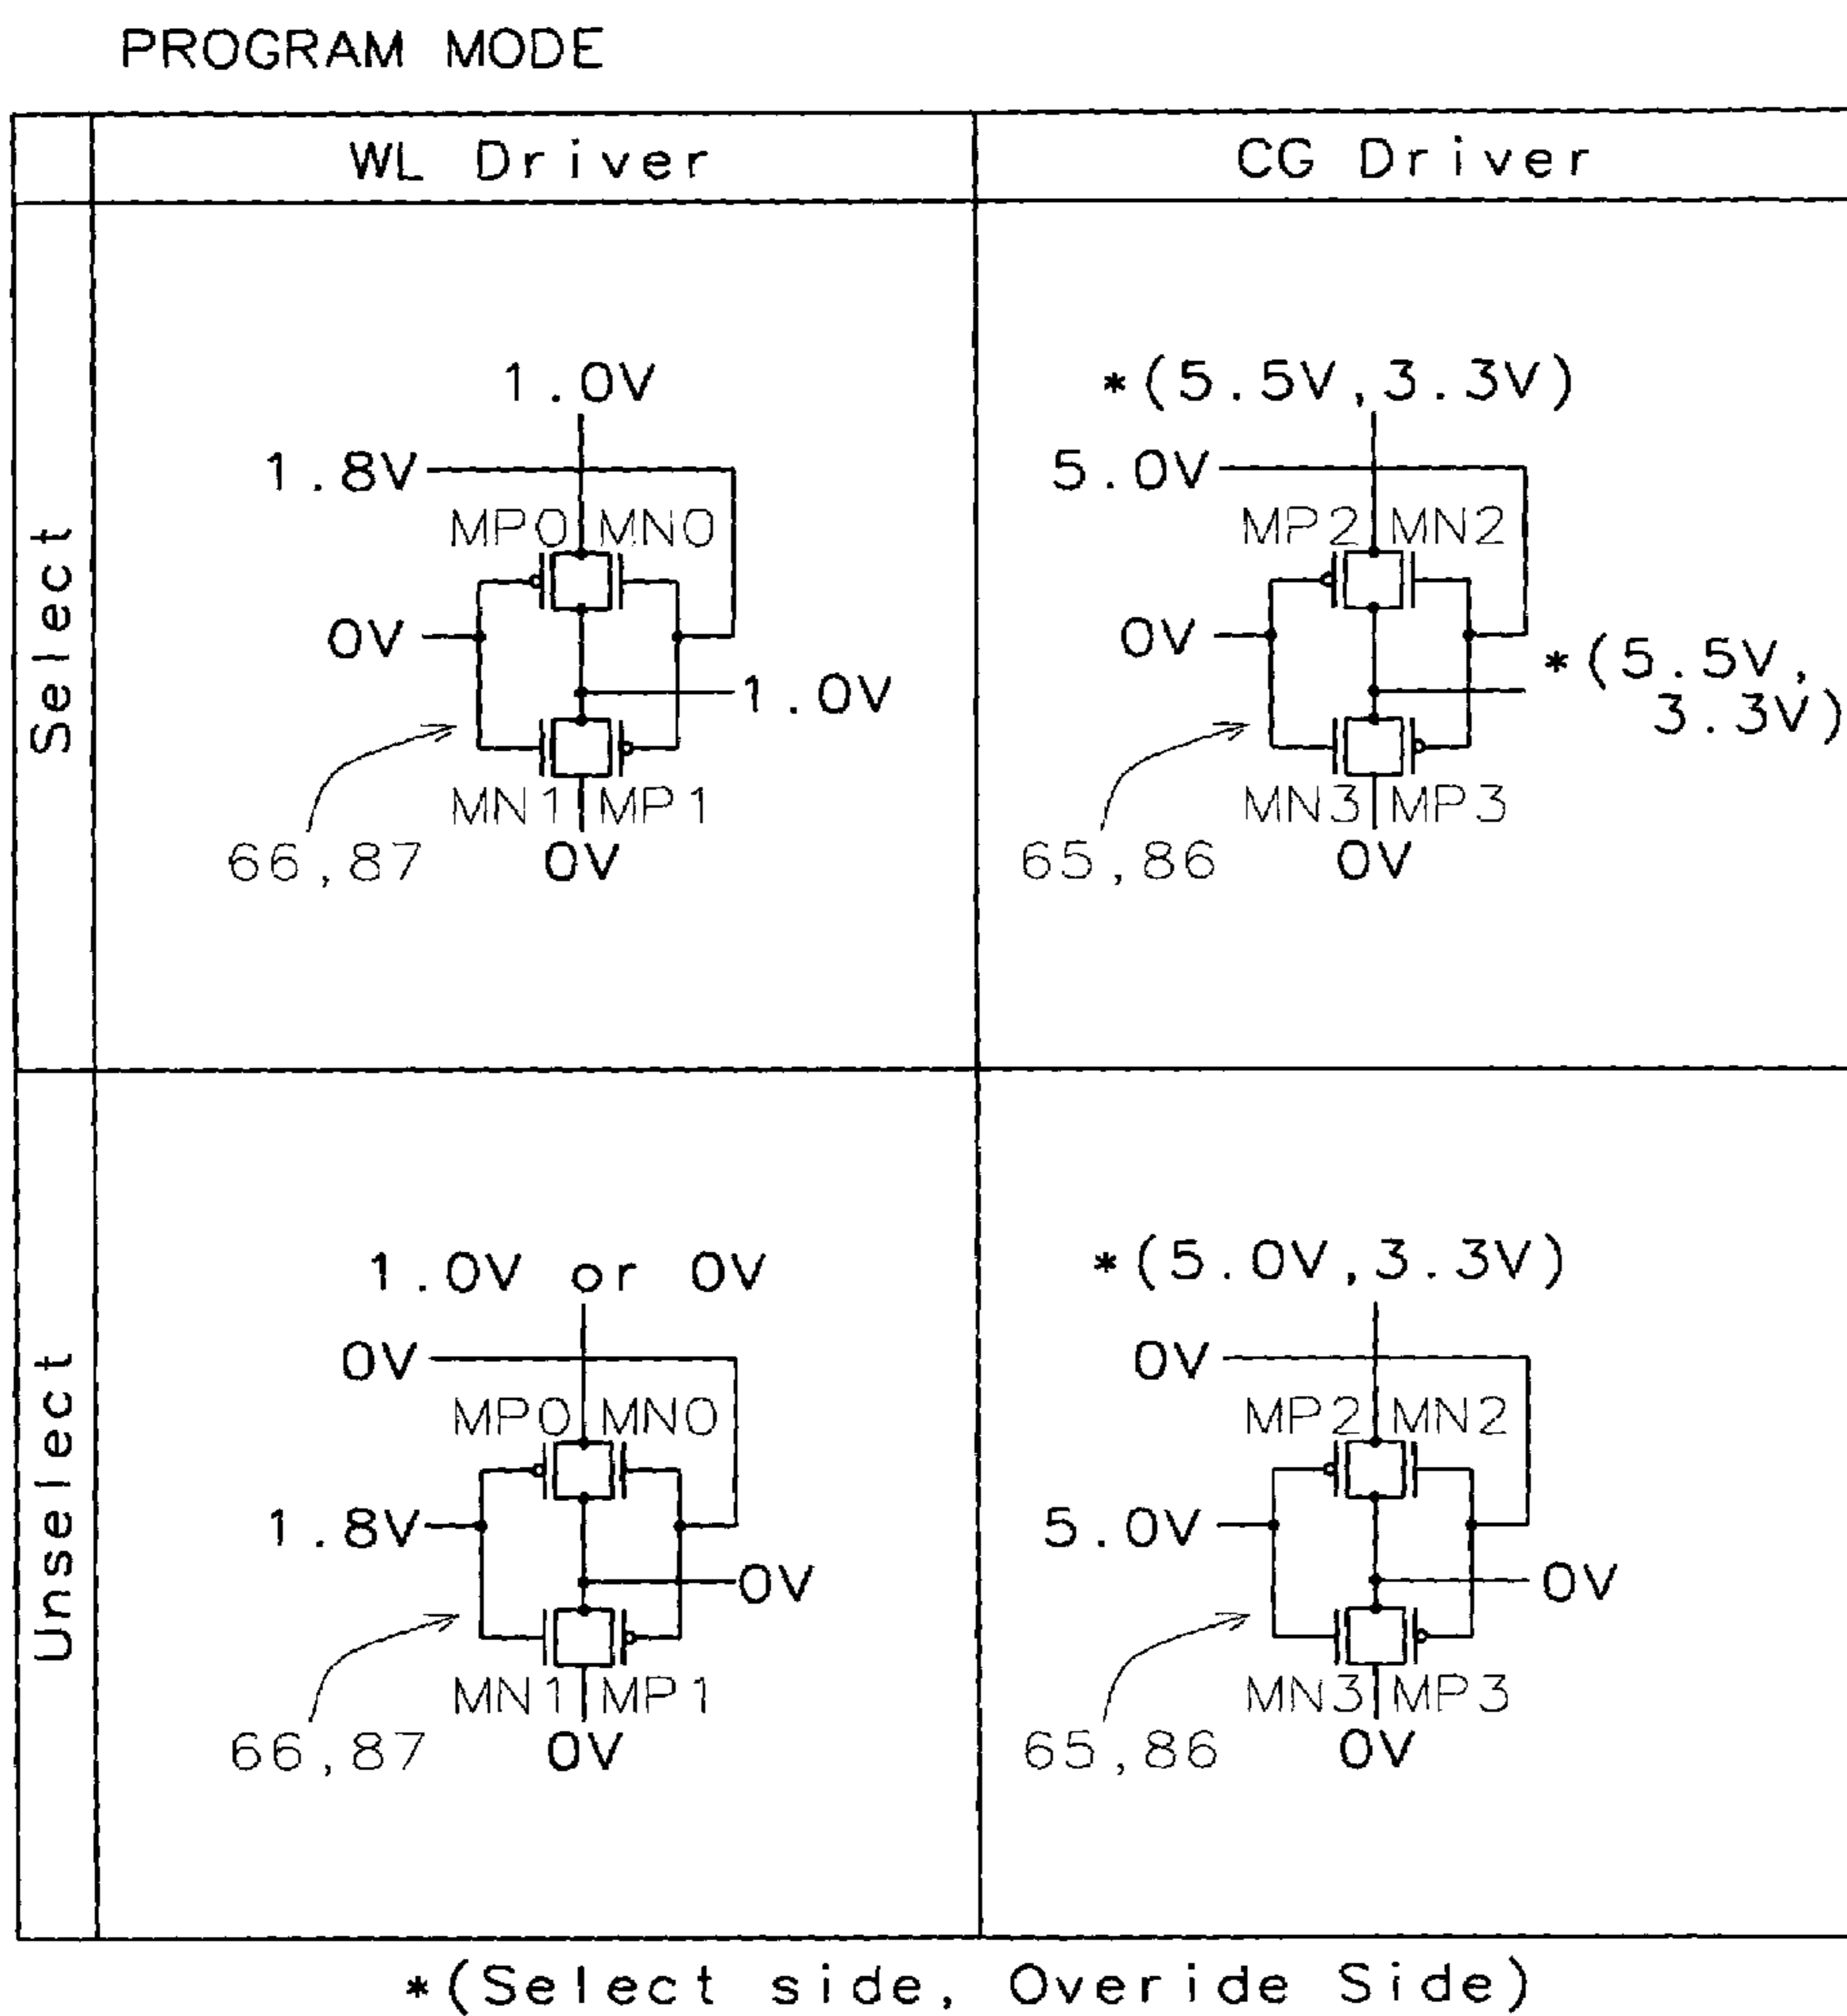 PROGRAM MODE
WL Driver
CG Driver
Select
1.0V
1.8V
MP0 MN0
0V
1.0V
MN1 MP1
66,87
0V
*(5.5V,3.3V)
5.0V
MP2 MN2
0V
*(5.5V,
3.3V)
MN3 MP3
65,86
0V
Unselect
1.0V or 0V
0V
MP0 MN0
1.8V
0V
MN1 MP1
66,87
0V
*(5.0V,3.3V)
0V
MP2 MN2
5.0V
0V
MN3 MP3
65,86
0V
*(Select side, Overide Side)